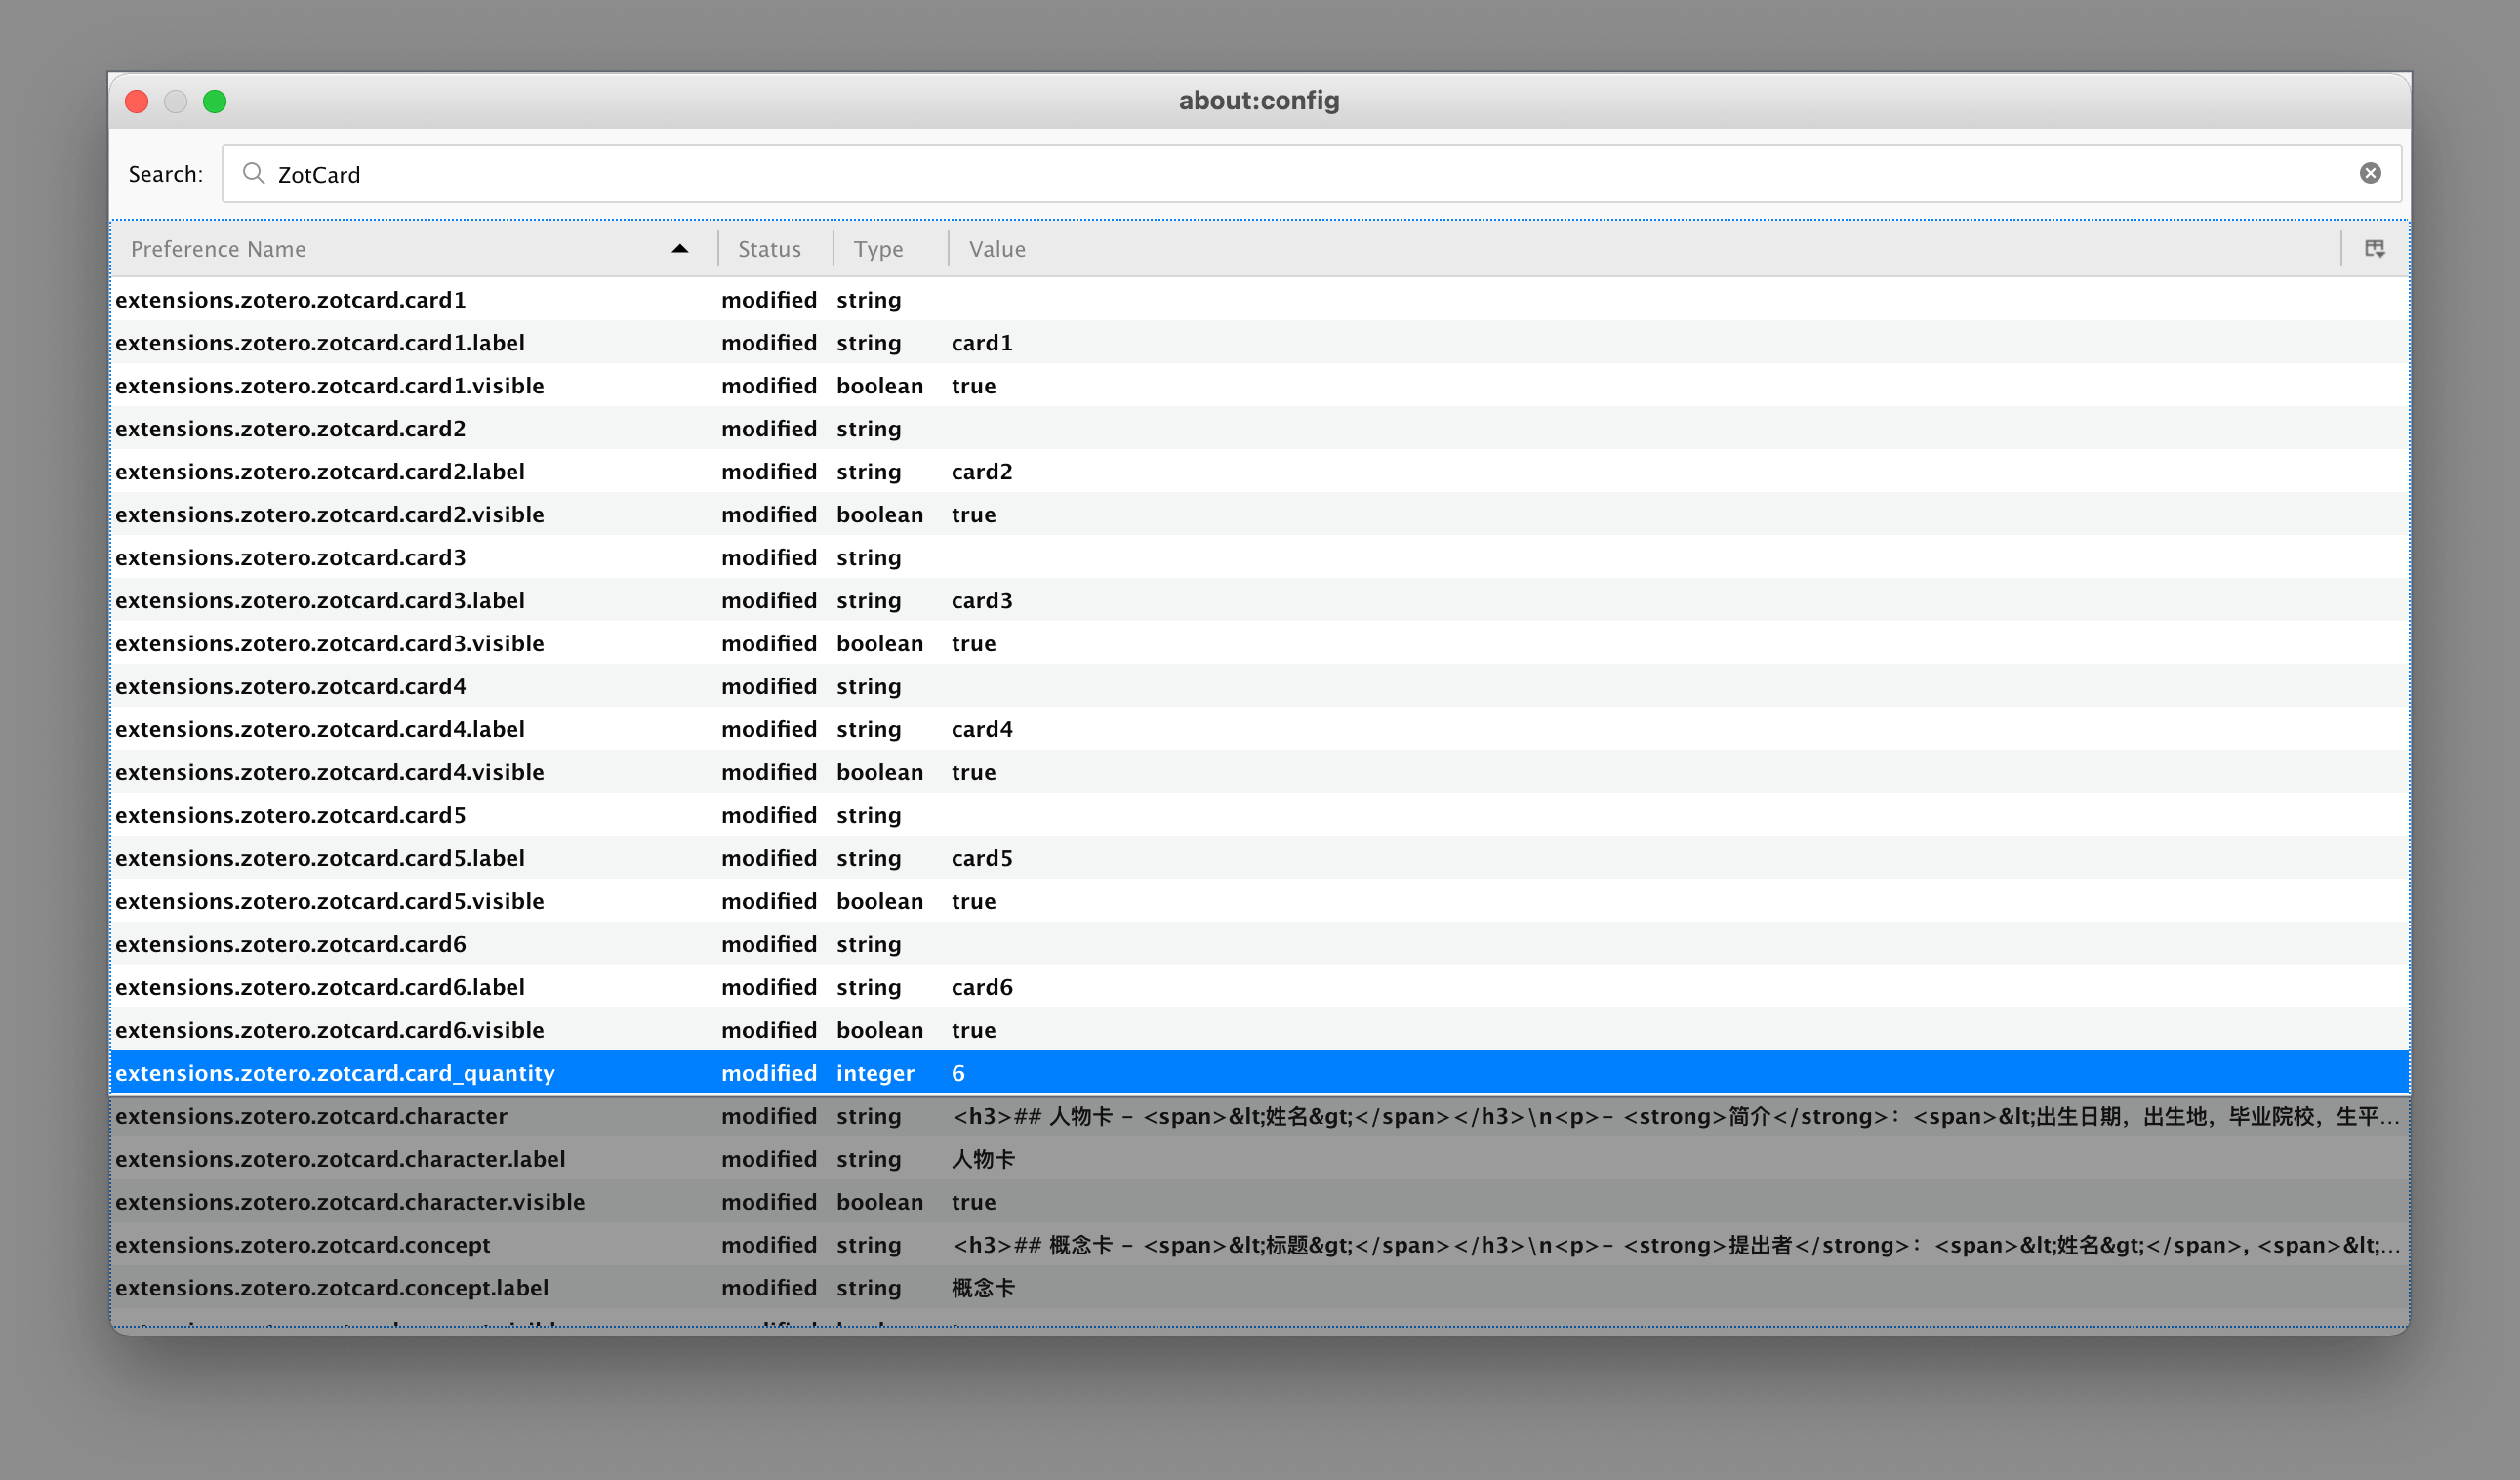 about:config
Search: ZotCard
Preference Name Status Type Value
extensions.zotero.zotcard.card1 modified string
extensions.zotero.zotcard.card1.label modified string card1
extensions.zotero.zotcard.card1.visible modified boolean true
extensions.zotero.zotcard.card2 modified string
extensions.zotero.zotcard.card2.label modified string card2
extensions.zotero.zotcard.card2.visible modified boolean true
extensions.zotero.zotcard.card3 modified string
extensions.zotero.zotcard.card3.label modified string card3
extensions.zotero.zotcard.card3.visible modified boolean true
extensions.zotero.zotcard.card4 modified string
extensions.zotero.zotcard.card4.label modified string card4
extensions.zotero.zotcard.card4.visible modified boolean true
extensions.zotero.zotcard.card5 modified string
extensions.zotero.zotcard.card5.label modified string card5
extensions.zotero.zotcard.card5.visible modified boolean true
extensions.zotero.zotcard.card6 modified string
extensions.zotero.zotcard.card6.label modified string card6
extensions.zotero.zotcard.card6.visible modified boolean true
extensions.zotero.zotcard.card_quantity modified integer 6
extensions.zotero.zotcard.character modified string <h3>## 人物卡 - <span>&lt;姓名&gt;</span></h3>\n<p>- <strong>简介</strong>：<span>&lt;出生日期，出生地，毕业院校，生平...
extensions.zotero.zotcard.character.label modified string 人物卡
extensions.zotero.zotcard.character.visible modified boolean true
extensions.zotero.zotcard.concept modified string <h3>## 概念卡 - <span>&lt;标题&gt;</span></h3>\n<p>- <strong>提出者</strong>：<span>&lt;姓名&gt;</span>, <span>&lt;...
extensions.zotero.zotcard.concept.label modified string 概念卡